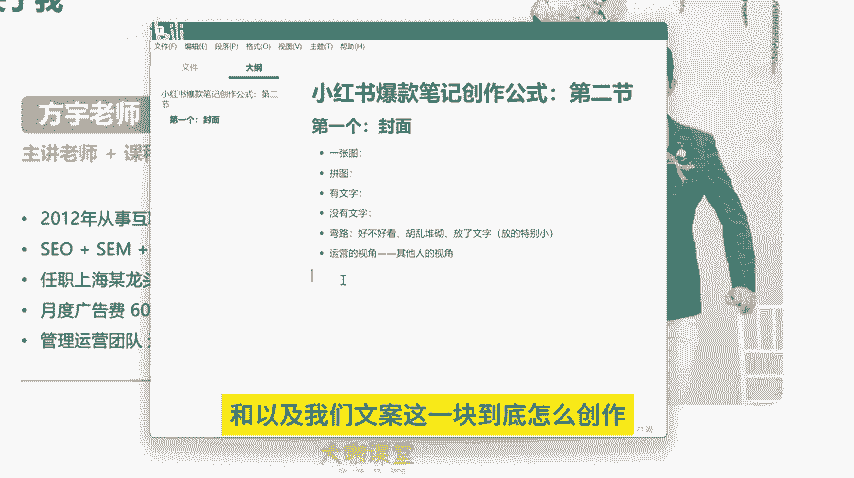 方宇老师
主讲老师 + 课程
2012年从事互
SEO + SEM +
任职上海某龙头
月度广告费 60
管理运营团队
文件(F) 编辑(E) 段落(P) 格式(O) 视图(V) 主题(T) 帮助(H)
文件 大纲
小红书爆款笔记创作公式：第二节
第一个：封面
小红书爆款笔记创作公式：第二节
第一个：封面
一张图：
拼图：
有文字：
没有文字：
弯路：好不好看、胡乱堆砌、放了文字（放的特别小）
运营的视角——其他人的视角
和以及我们文案这一块到底怎么创作